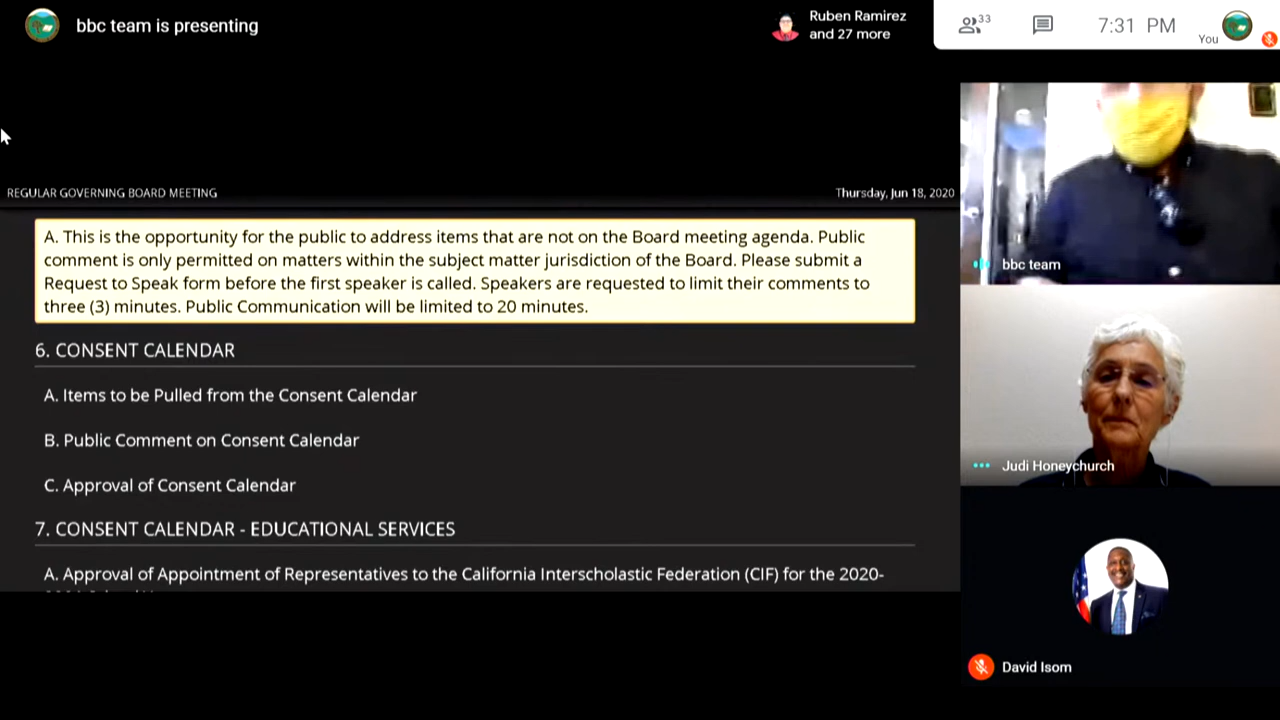 bbc team is presenting
Ruben Ramirez
and 27 more
33
7:31 PM
You
REGULAR GOVERNING BOARD MEETING
Thursday, Jun 18, 2020
A. This is the opportunity for the public to address items that are not on the Board meeting agenda. Public
comment is only permitted on matters within the subject matter jurisdiction of the Board. Please submit a
Request to Speak form before the first speaker is called. Speakers are requested to limit their comments to
three (3) minutes. Public Communication will be limited to 20 minutes.
6. CONSENT CALENDAR
A. Items to be Pulled from the Consent Calendar
B. Public Comment on Consent Calendar
C. Approval of Consent Calendar
7. CONSENT CALENDAR - EDUCATIONAL SERVICES
A. Approval of Appointment of Representatives to the California Interscholastic Federation (CIF) for the 2020-
bbc team
Judi Honeychurch
David Isom